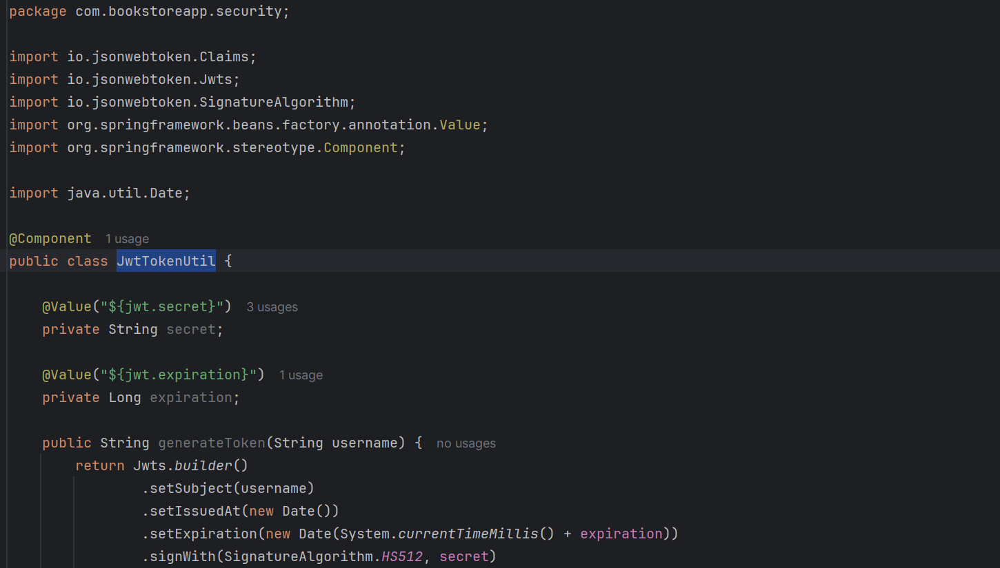 package com.bookstoreapp.security;
import io.jsonwebtoken.Claims;
import io.jsonwebtoken.Jwts;
import io.jsonwebtoken.SignatureAlgorithm;
import org.springframework.beans.factory.annotation.Value;
import org.springframework.stereotype.Component;
import java.util.Date;
@Component 1 usage
public class JwtTokenUtil {
@Value("${jwt.secret}") 3 usages
private String secret;
@Value("${jwt.expiration}") 1 usage
private Long expiration;
public String generateToken(String username) { no usages
return Jwts.builder()
.setSubject(username)
.setIssuedAt(new Date())
.setExpiration(new Date(System.currentTimeMillis() + expiration))
.signWith(SignatureAlgorithm.HS512, secret)